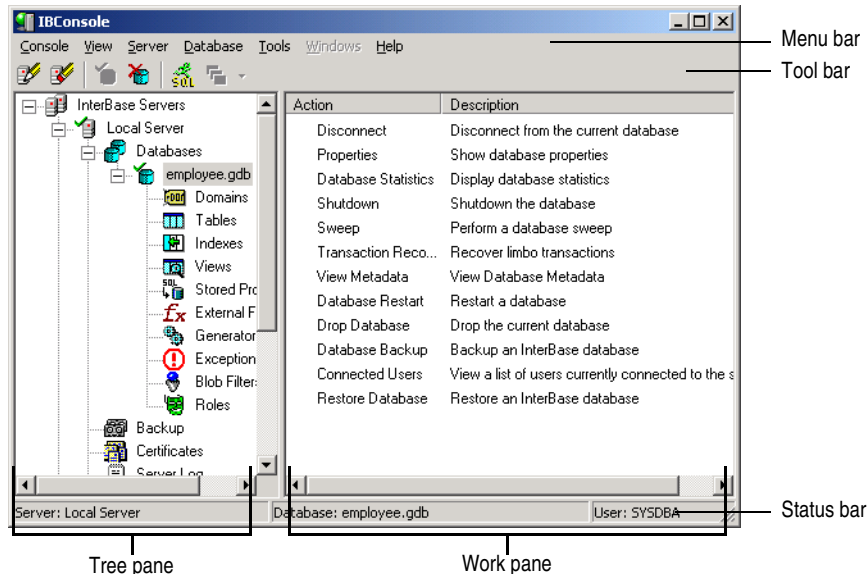 IBConsole
Console View Server Database Tools Windows Help
Menu bar
Tool bar
SQL
InterBase Servers
Local Server
Databases
employee.gdb
Domains
Tables
Indexes
Views
Stored Prc
External F
Generator
Exception
Blob Filter
Roles
Backup
Certificates
Server Log
Action Description
Disconnect Disconnect from the current database
Properties Show database properties
Database Statistics Display database statistics
Shutdown Shutdown the database
Sweep Perform a database sweep
Transaction Reco... Recover limbo transactions
View Metadata View Database Metadata
Database Restart Restart a database
Drop Database Drop the current database
Database Backup Backup an InterBase database
Connected Users View a list of users currently connected to the s
Restore Database Restore an InterBase database
Server: Local Server Database: employee.gdb User: SYSDBA
Status bar
Tree pane Work pane